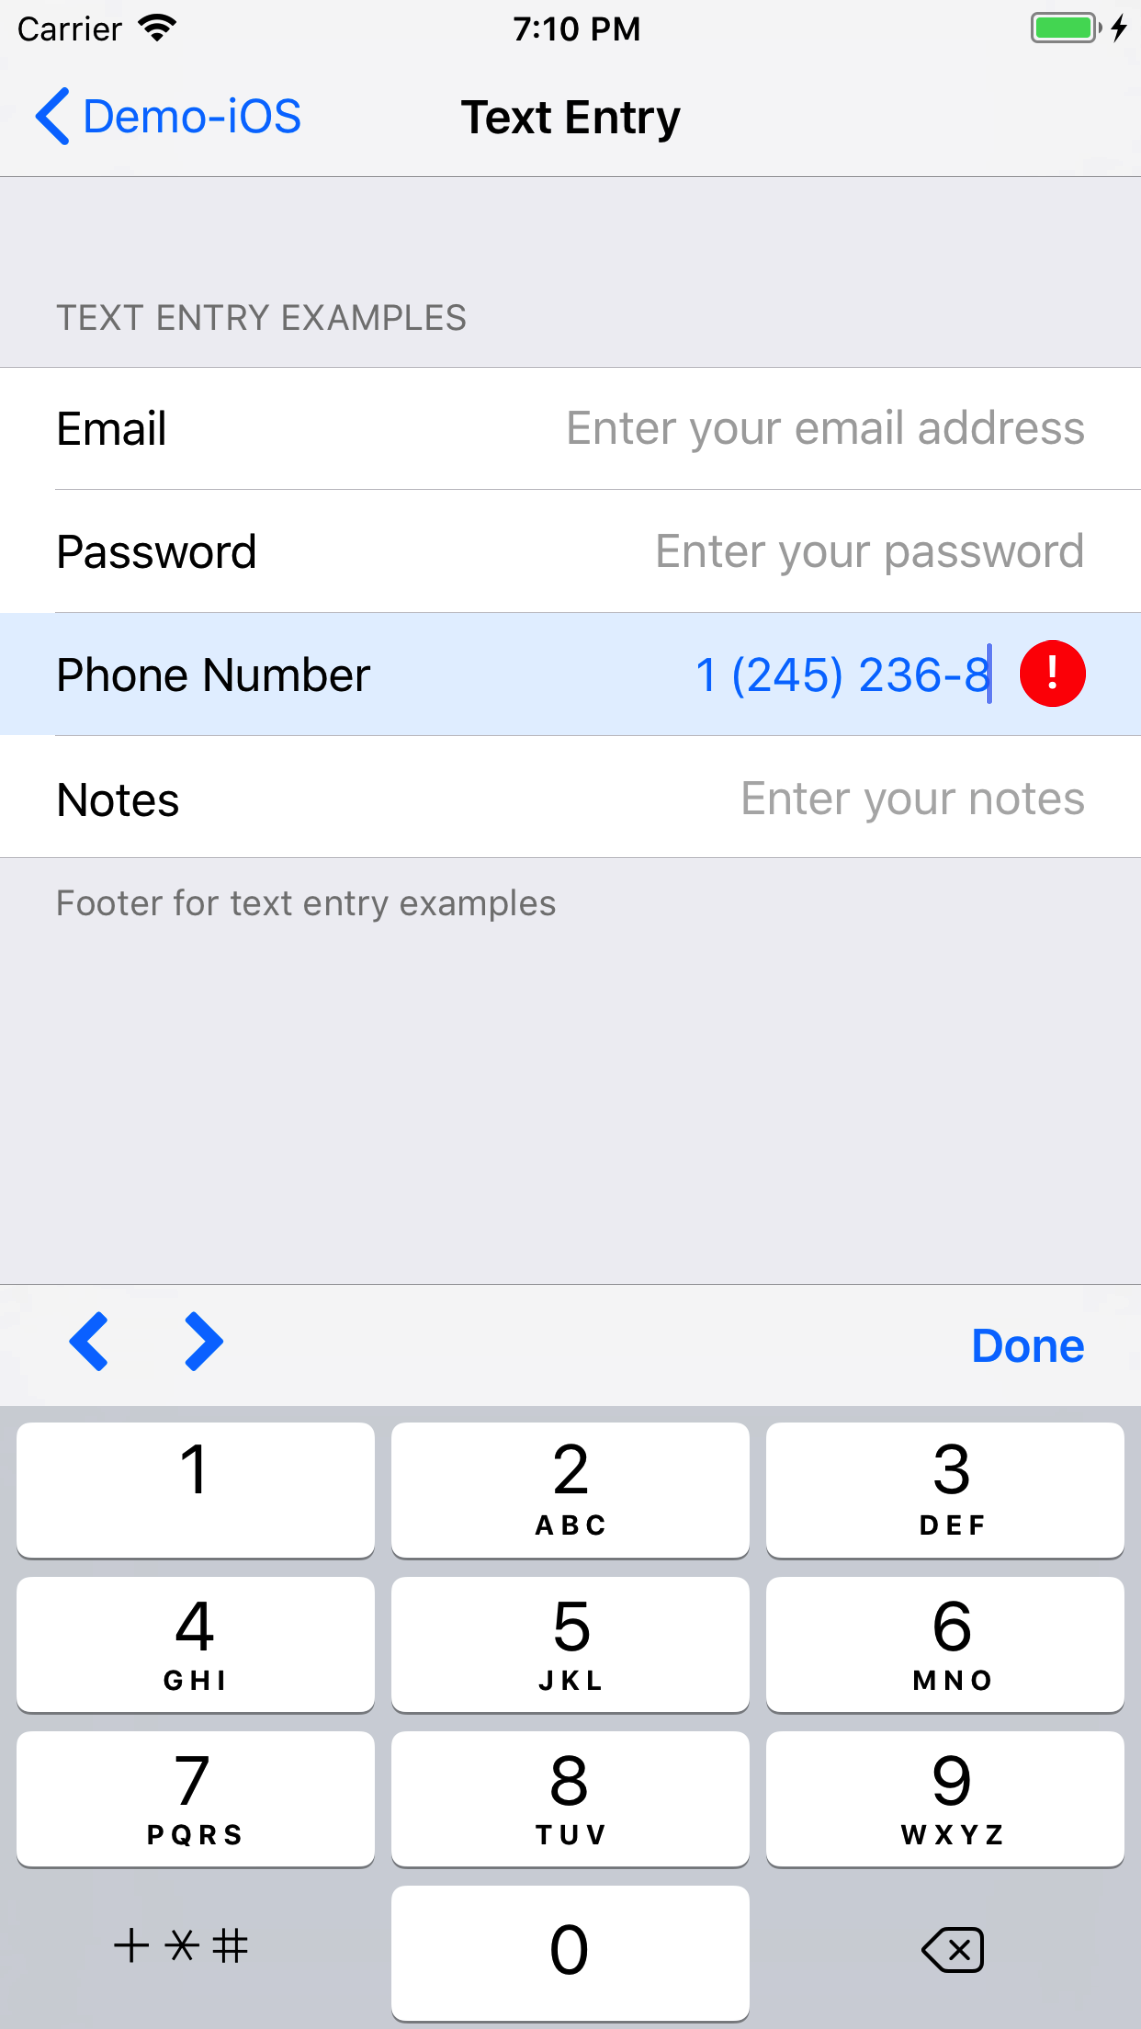 Carrier 7:10 PM
Demo-iOS Text Entry
TEXT ENTRY EXAMPLES
Email Enter your email address
Password Enter your password
Phone Number 1 (245) 236-8 !
Notes Enter your notes
Footer for text entry examples
Done
1 2 3
ABC DEF
4 5 6
GHI JKL MNO
7 8 9
PQRS TUV WXYZ
+*# 0